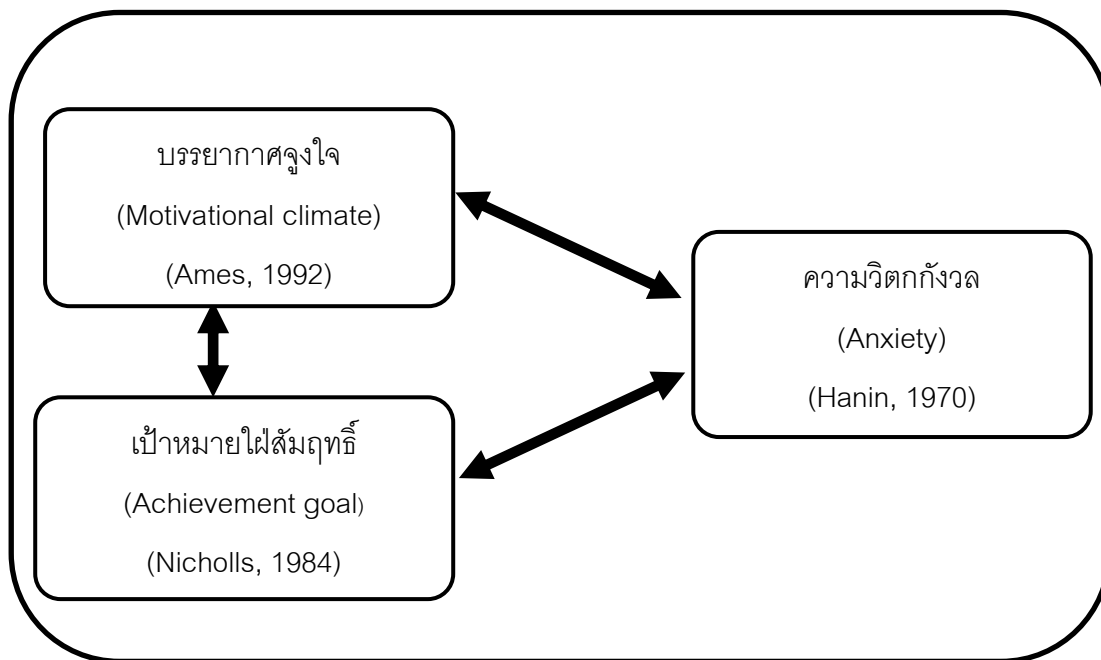 บรรยากาศจูงใจ
(Motivational climate)
(Ames, 1992)
ความวิตกกังวล
(Anxiety)
(Hanin, 1970)
เป้าหมายใฝ่สัมฤทธิ์
(Achievement goal)
(Nicholls, 1984)